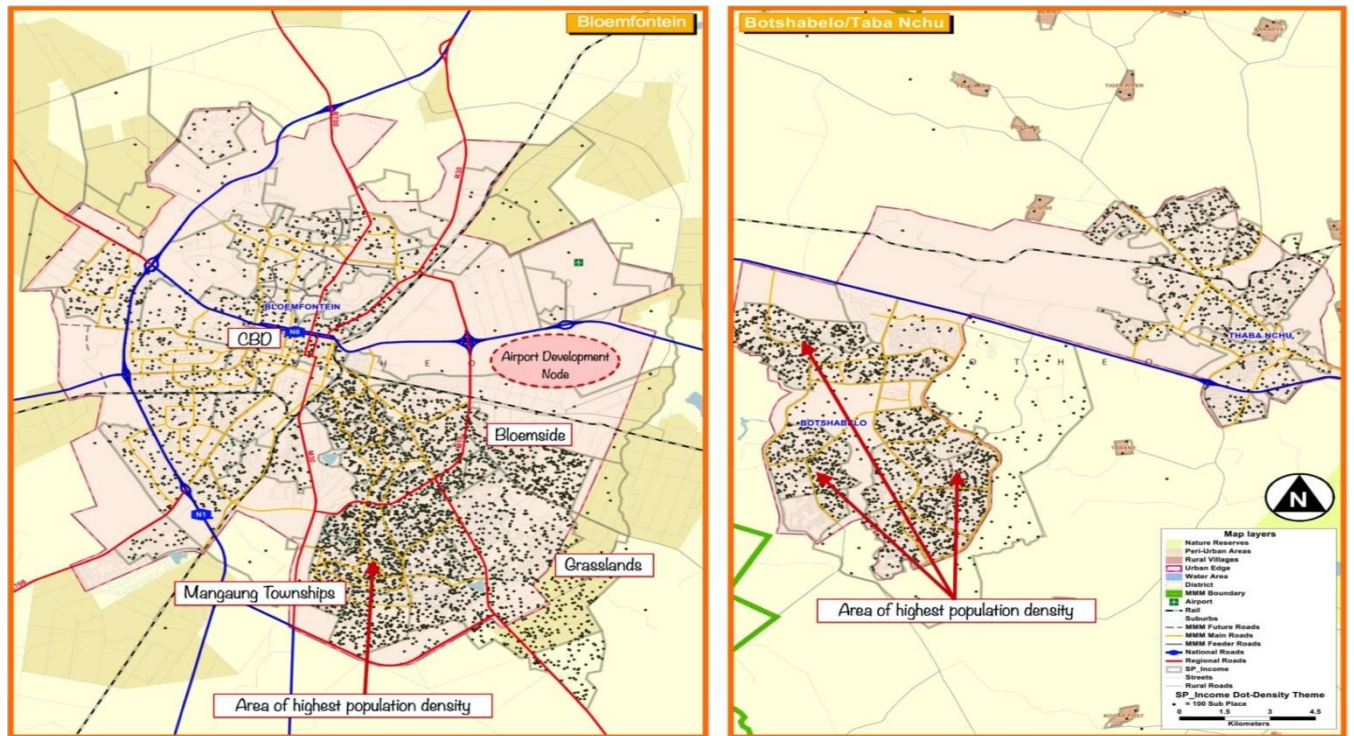 Bloemfontein
R30
BLOEMFONTEIN
N8
CBD
Airport Development
Node
Bloemside
N1
Grasslands
Mangaung Townships
Area of highest population density
Botshabelo/Taba Nchu
TIGER RIVER
THABA NCHU
O T H E O
BOTSHABELO
Area of highest population density
N
Map layers
Nature Reserves
Peri-Urban Areas
Rural Villages
Urban Edge
Water Area
District
MMM Boundary
Airport
Rail
Suburbs
MMM Future Roads
MMM Main Roads
MMM Feeder Roads
National Roads
Regional Roads
SP_Income
Streets
Rural Roads
SP_Income Dot-Density Theme
= 100 Sub Place
0 1.5 3 4.5
Kilometers